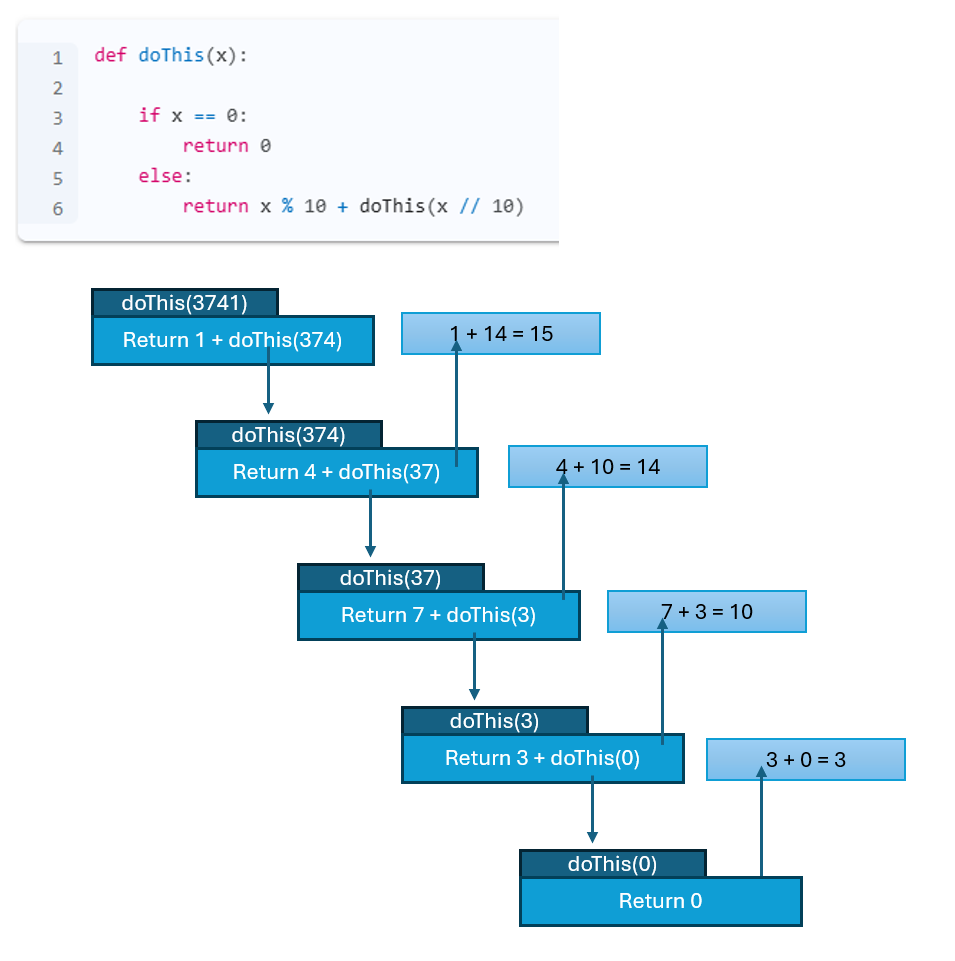 1 def doThis(x):
2
3 if x == 0:
4 return 0
5 else:
6 return x % 10 + doThis(x // 10)
doThis(3741)
Return 1 + doThis(374)
1 + 14 = 15
doThis(374)
Return 4 + doThis(37)
4 + 10 = 14
doThis(37)
Return 7 + doThis(3)
7 + 3 = 10
doThis(3)
Return 3 + doThis(0)
3 + 0 = 3
doThis(0)
Return 0